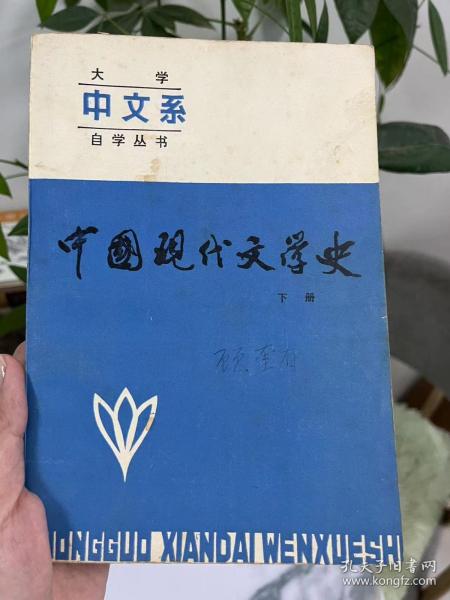 大 学
中文系
自学丛书
中國现代文学史
下册
ONGGUO XIANDAI WENXUESH
孔夫子旧书网
www.kongfz.com